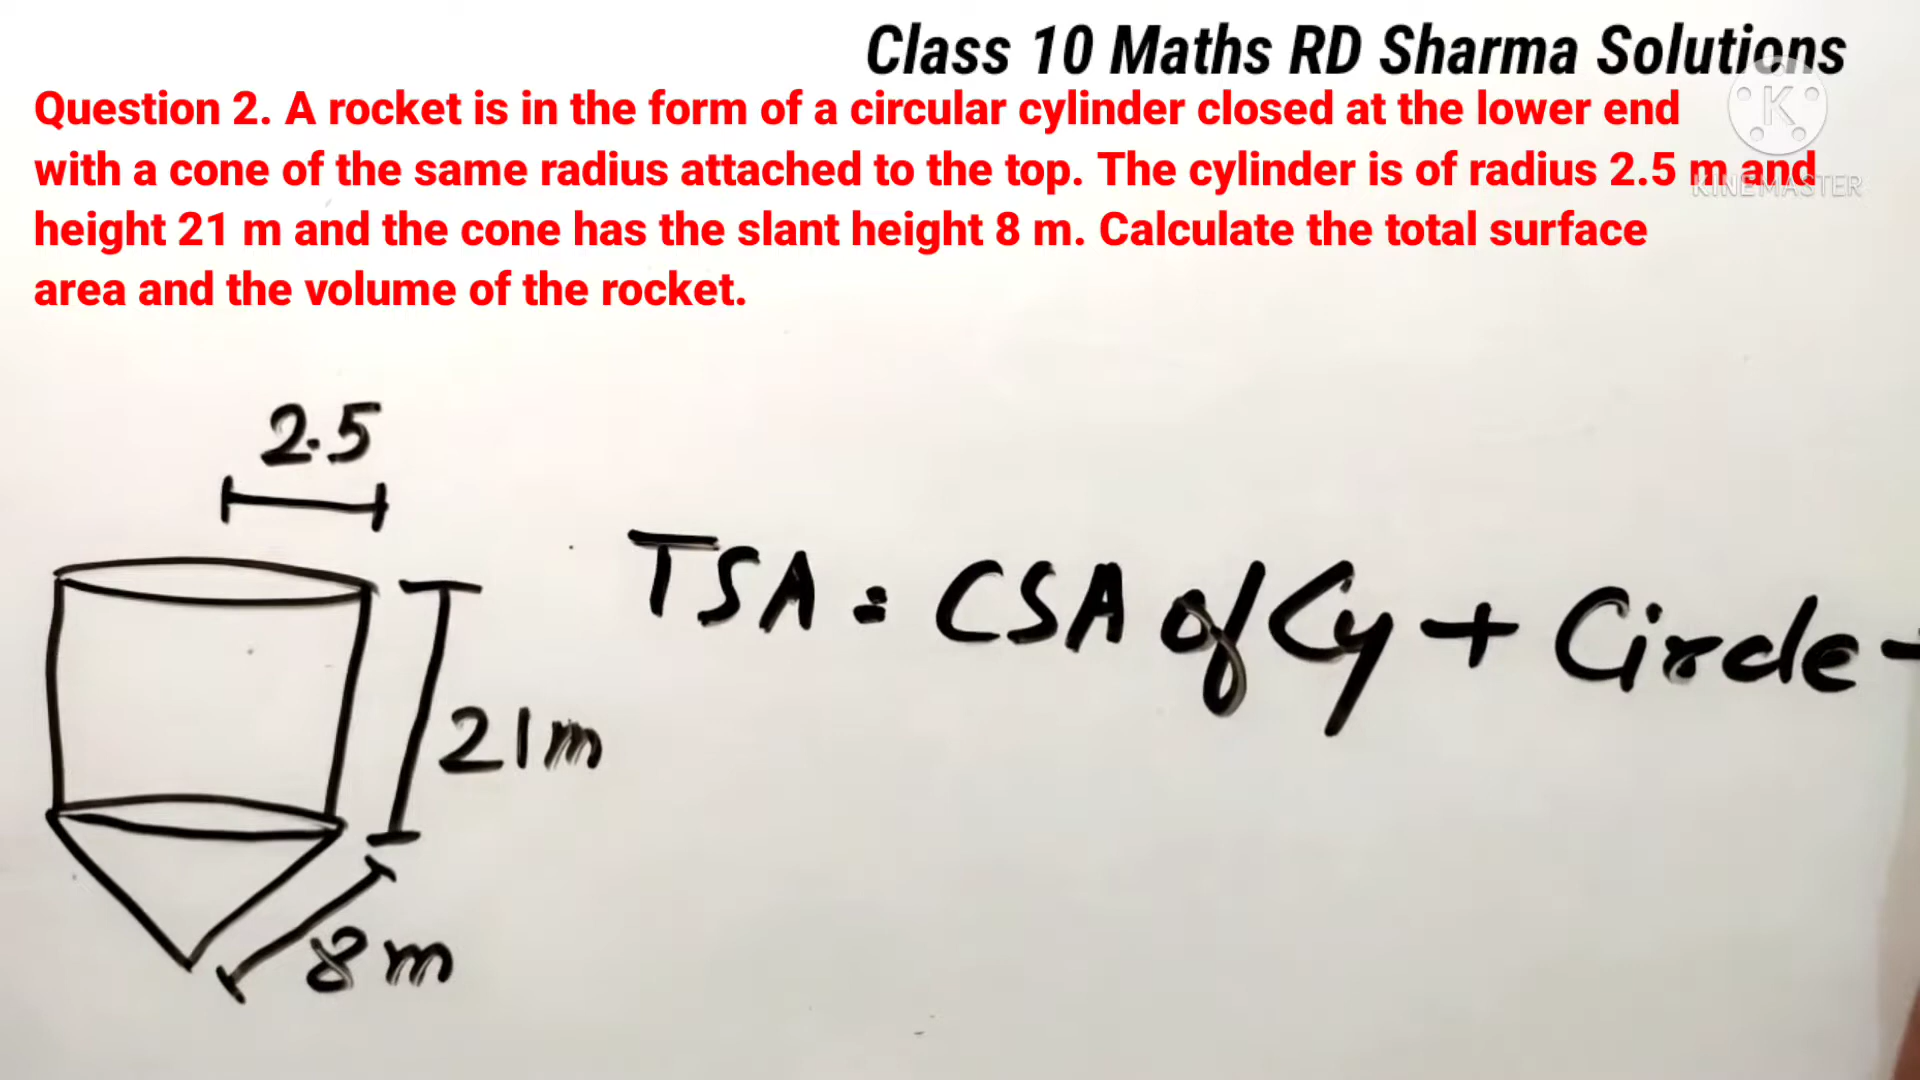 Class 10 Maths RD Sharma Solutions
Question 2. A rocket is in the form of a circular cylinder closed at the lower end
with a cone of the same radius attached to the top. The cylinder is of radius 2.5 m and
KINEMASTER
height 21 m and the cone has the slant height 8 m. Calculate the total surface
area and the volume of the rocket.
2.5
TSA = CSA of Cy + Circle +
21m
8m